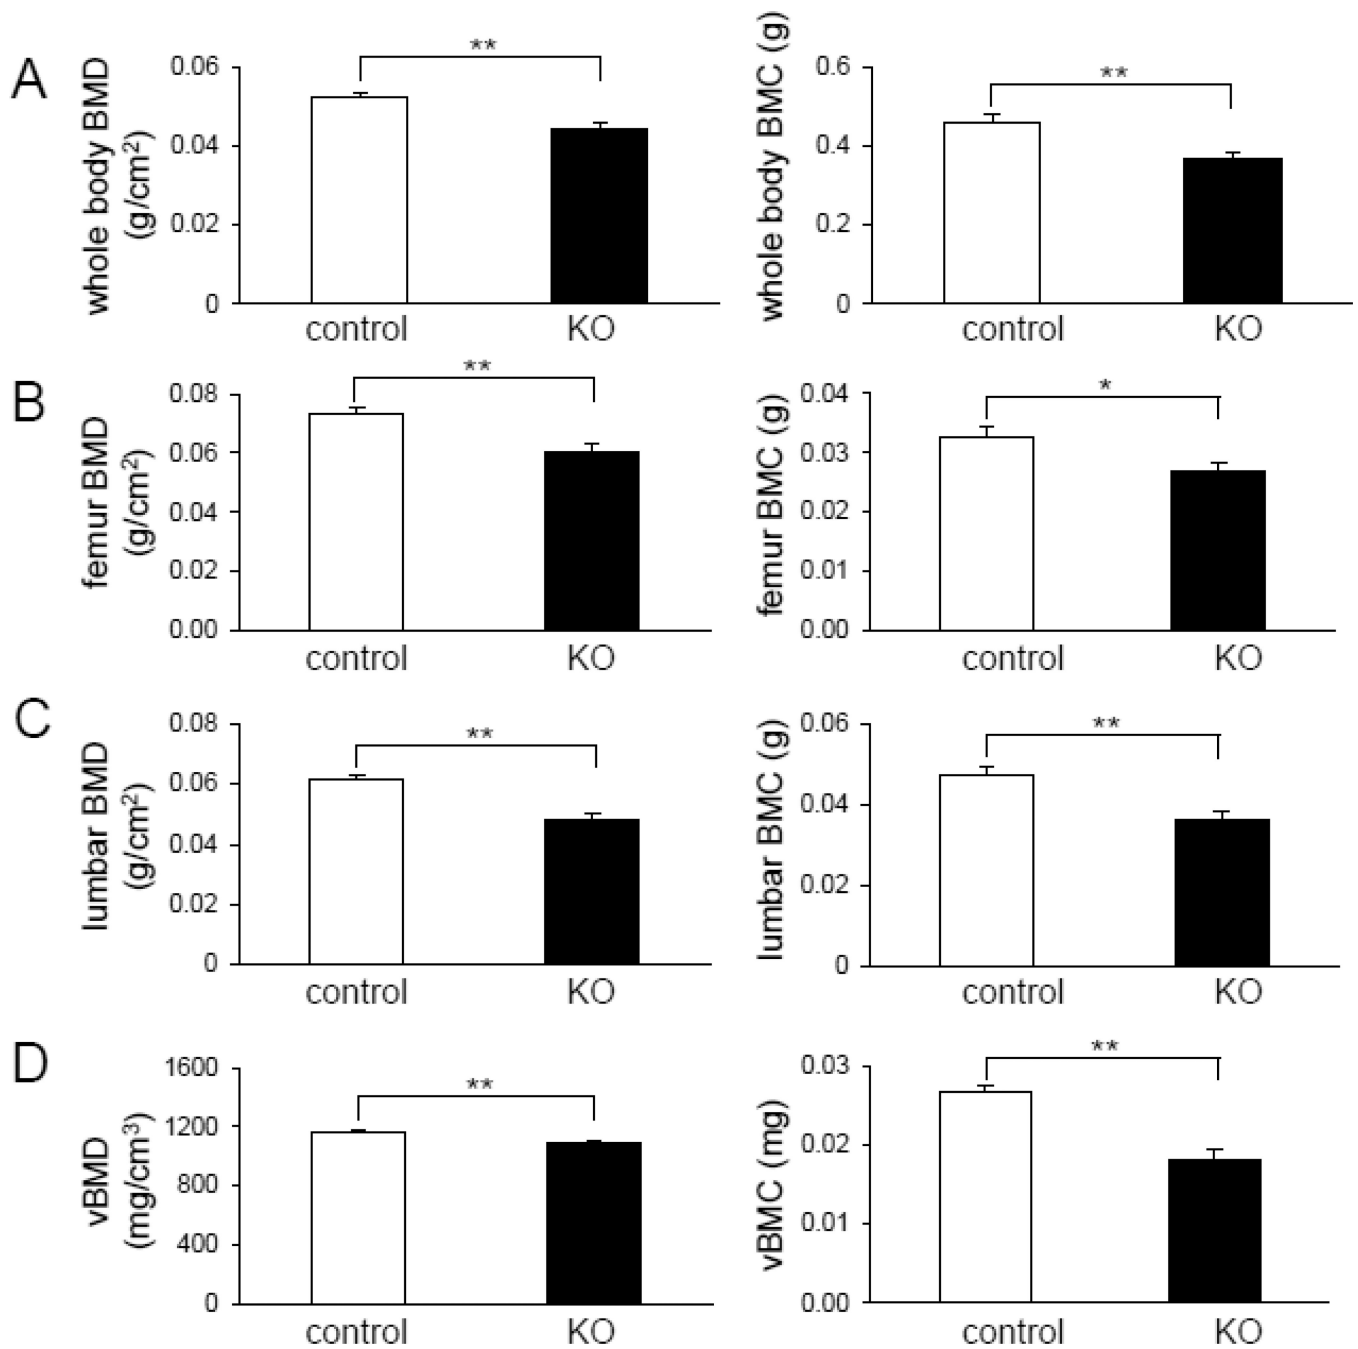 A
whole body BMD
(g/cm²)
0.06
0.04
0.02
0
**
control
KO
whole body BMC (g)
0.6
0.4
0.2
0
**
control
KO
B
femur BMD
(g/cm²)
0.08
0.06
0.04
0.02
0.00
**
control
KO
femur BMC (g)
0.04
0.03
0.02
0.01
0.00
*
control
KO
C
lumbar BMD
(g/cm²)
0.08
0.06
0.04
0.02
0
**
control
KO
lumbar BMC (g)
0.06
0.04
0.02
0
**
control
KO
D
vBMD
(mg/cm³)
1600
1200
800
400
0
**
control
KO
vBMC (mg)
0.03
0.02
0.01
0.00
**
control
KO